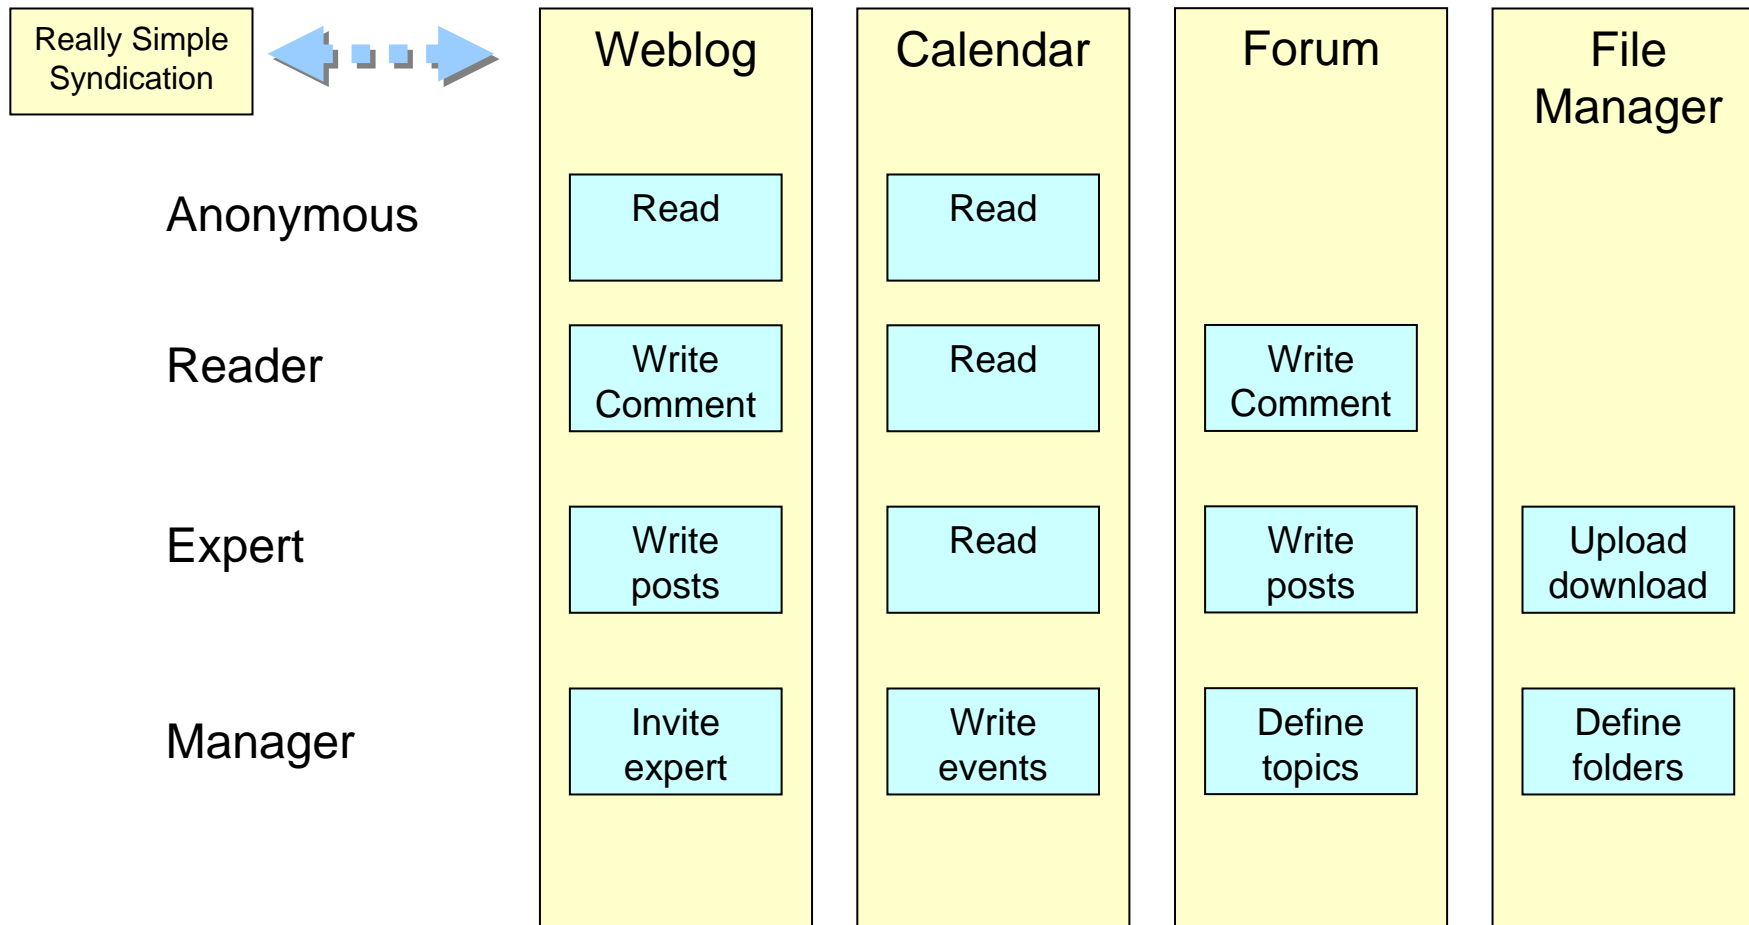 Really Simple
Syndication
Weblog
Calendar
Forum
File
Manager
Anonymous
Read
Read
Reader
Write
Comment
Read
Write
Comment
Expert
Write
posts
Read
Write
posts
Upload
download
Manager
Invite
expert
Write
events
Define
topics
Define
folders